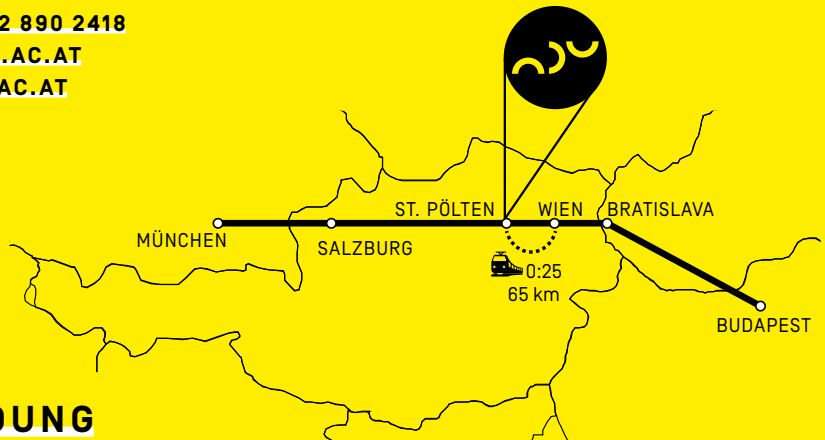 2 890 2418
.AC.AT
AC.AT
ST. PÖLTEN
WIEN
BRATISLAVA
MÜNCHEN
SALZBURG
0:25
65 km
BUDAPEST
DUNG